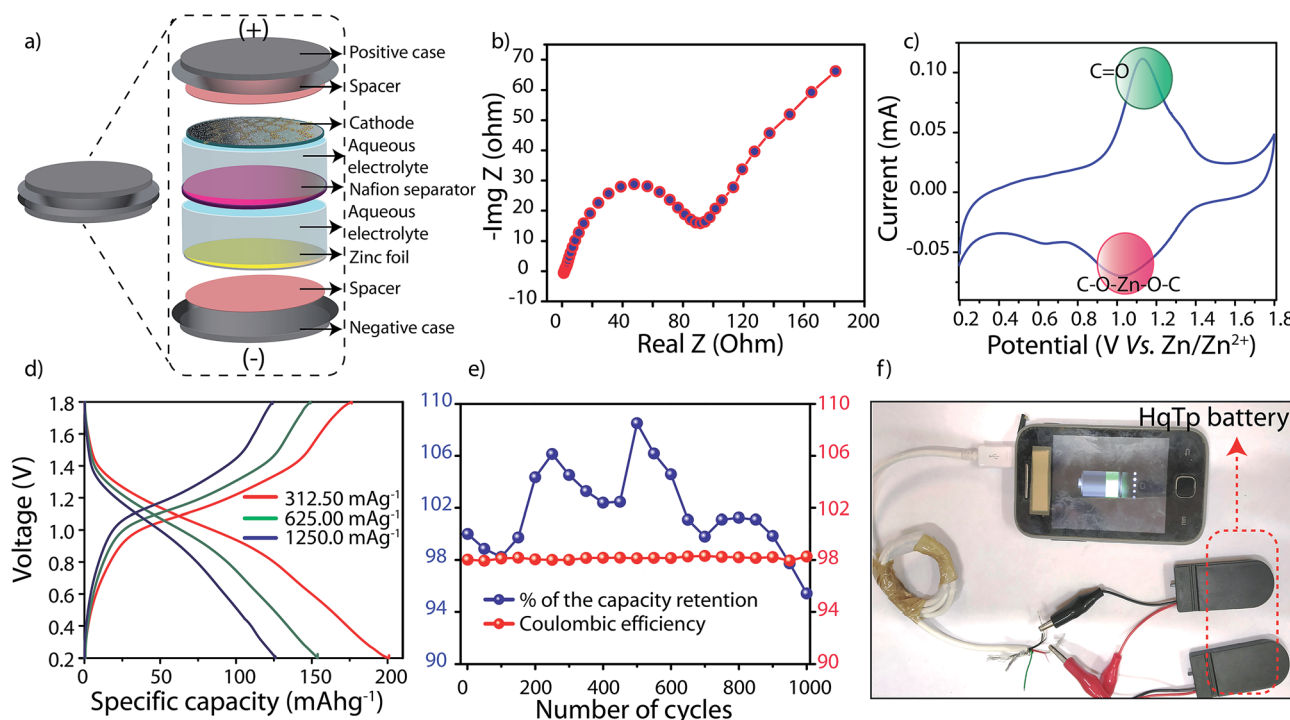 a)
(+)
Positive case
Spacer
Cathode
Aqueous
electrolyte
Nafion separator
Aqueous
electrolyte
Zinc foil
Spacer
Negative case
(-)
b)
70
60
50
40
30
20
10
0
-10
-Img Z (ohm)
0 40 80 120 160 200
Real Z (Ohm)
c)
C=O
C-O-Zn-O-C
0.10
0.05
0.00
-0.05
Current (mA)
0.2 0.4 0.6 0.8 1.0 1.2 1.4 1.6 1.8
Potential (V Vs. Zn/Zn²⁺)
d)
1.8
1.6
1.4
1.2
1.0
0.8
0.6
0.4
0.2
Voltage (V)
312.50 mAg⁻¹
625.00 mAg⁻¹
1250.0 mAg⁻¹
0 50 100 150 200
Specific capacity (mAhg⁻¹)
e)
110
106
102
98
94
90
110
106
102
98
94
90
% of the capacity retention
Coulombic efficiency
0 200 400 600 800 1000
Number of cycles
f)
HqTp battery